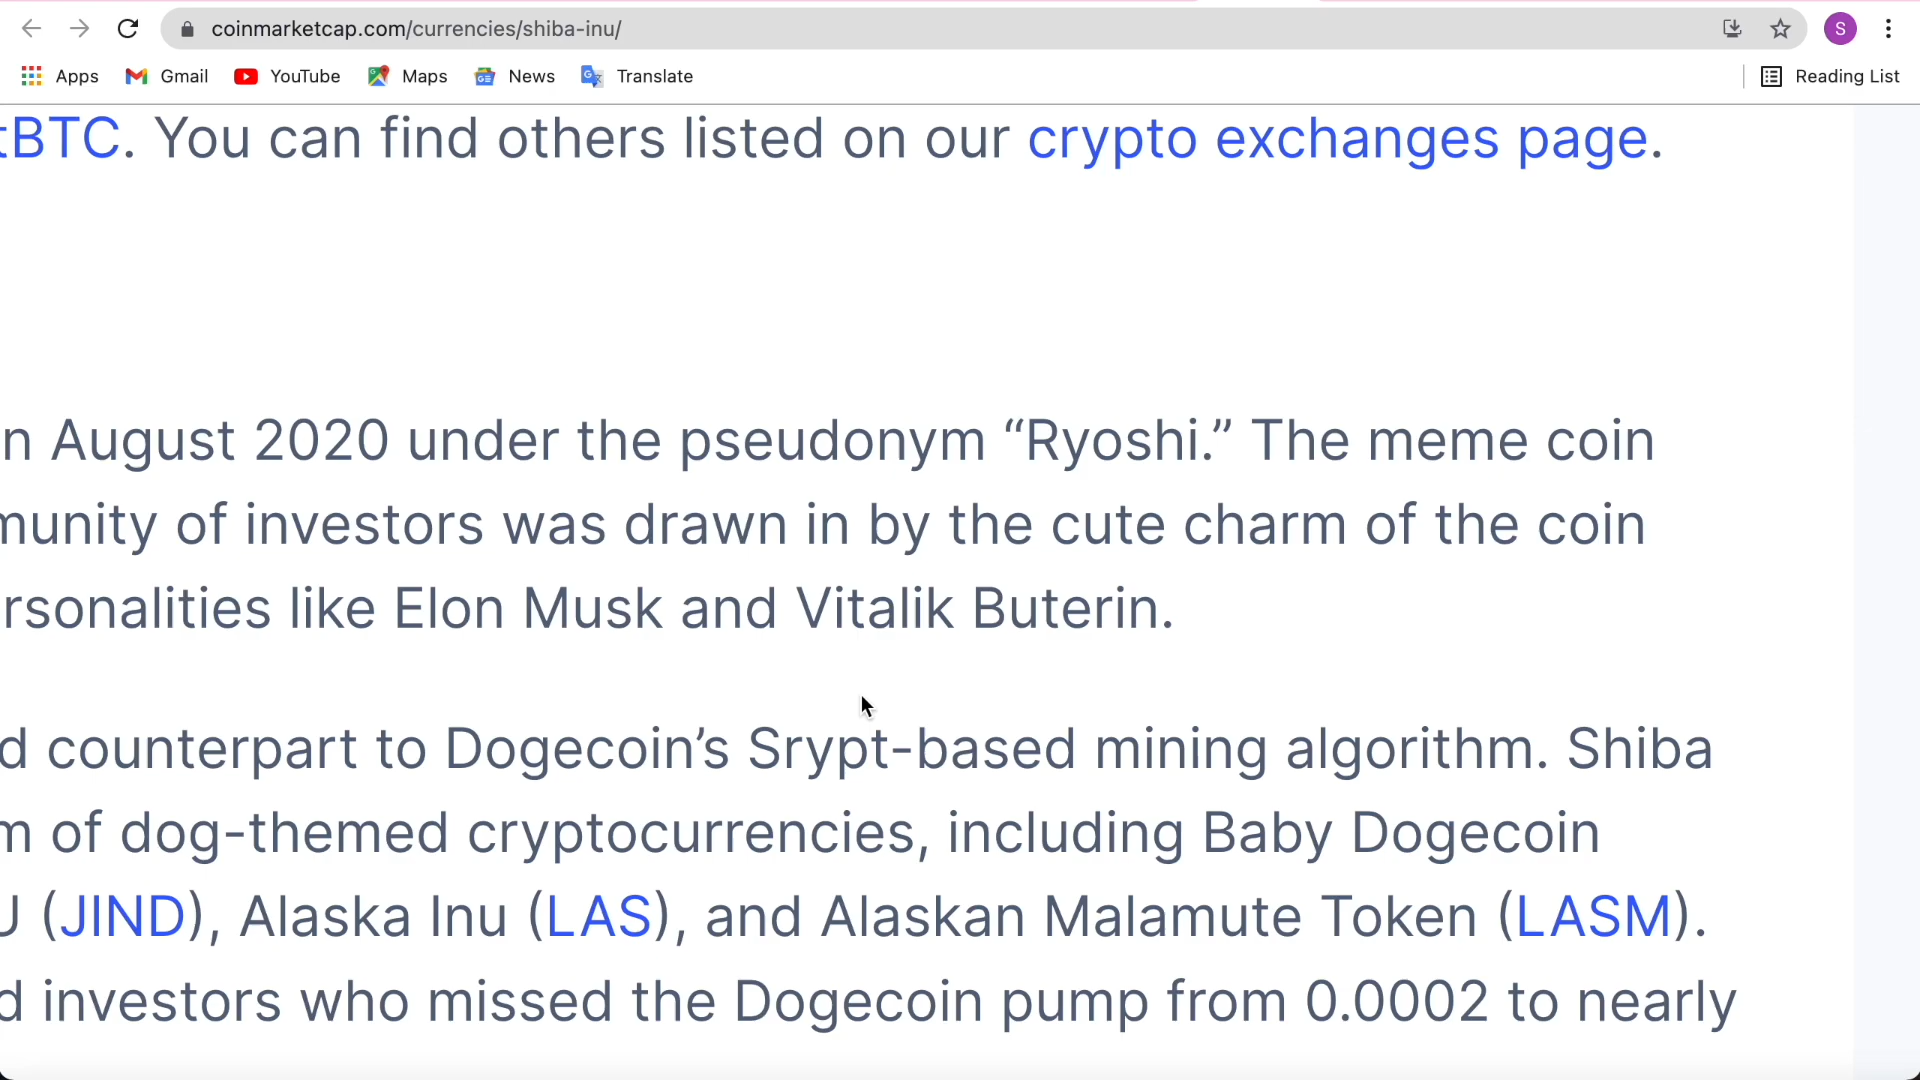 coinmarketcap.com/currencies/shiba-inu/
S
Apps Gmail YouTube Maps News Translate Reading List
tBTC. You can find others listed on our crypto exchanges page.
n August 2020 under the pseudonym “Ryoshi.” The meme coin
munity of investors was drawn in by the cute charm of the coin
rsonalities like Elon Musk and Vitalik Buterin.
d counterpart to Dogecoin’s Srypt-based mining algorithm. Shiba
m of dog-themed cryptocurrencies, including Baby Dogecoin
U (JIND), Alaska Inu (LAS), and Alaskan Malamute Token (LASM).
d investors who missed the Dogecoin pump from 0.0002 to nearly